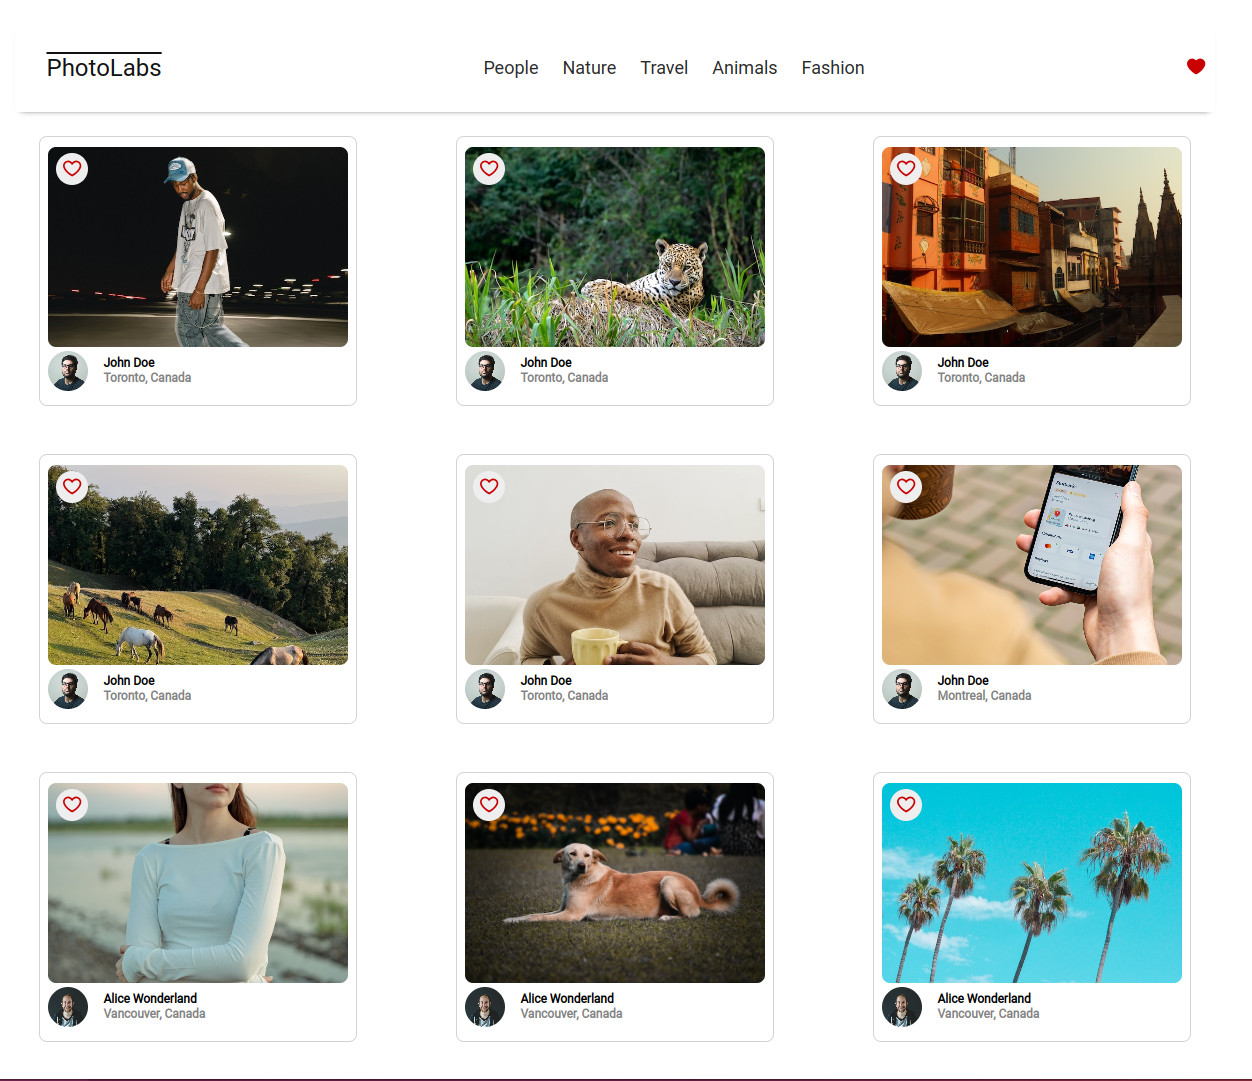 PhotoLabs
People Nature Travel Animals Fashion
John Doe
Toronto, Canada
John Doe
Toronto, Canada
John Doe
Toronto, Canada
John Doe
Toronto, Canada
John Doe
Toronto, Canada
John Doe
Montreal, Canada
Alice Wonderland
Vancouver, Canada
Alice Wonderland
Vancouver, Canada
Alice Wonderland
Vancouver, Canada